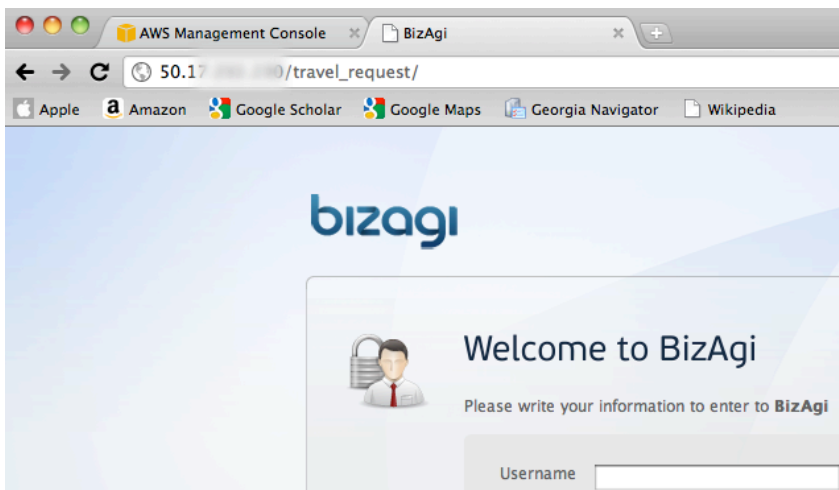 AWS Management Console
BizAgi
50.17 /travel_request/
Apple
Amazon
Google Scholar
Google Maps
Georgia Navigator
Wikipedia
bizagi
Welcome to BizAgi
Please write your information to enter to BizAgi
Username